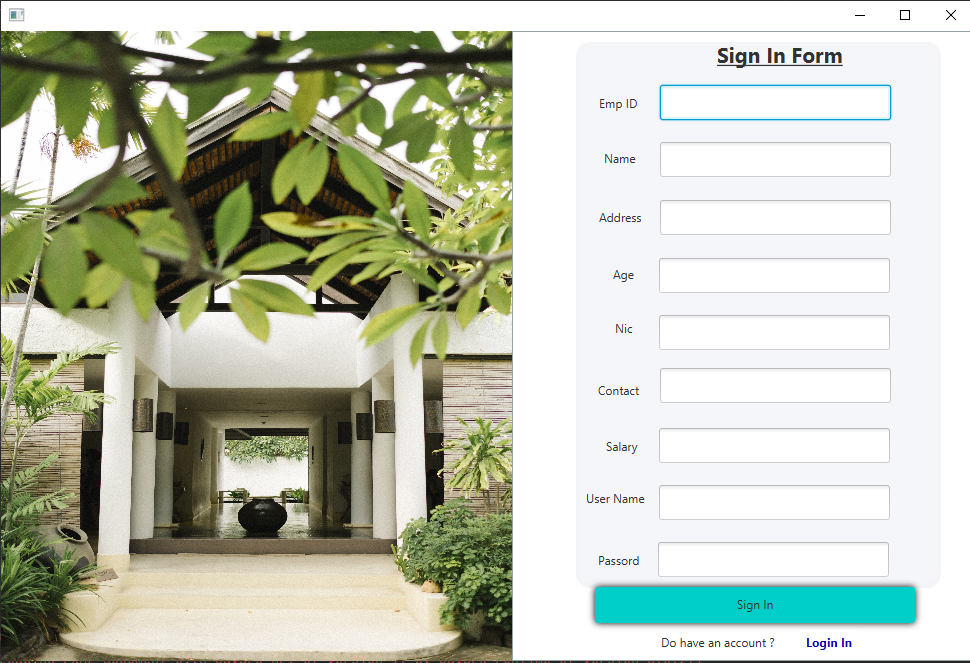 Sign In Form
Emp ID
Name
Address
Age
Nic
Contact
Salary
User Name
Passord
Sign In
Do have an account ? Login In